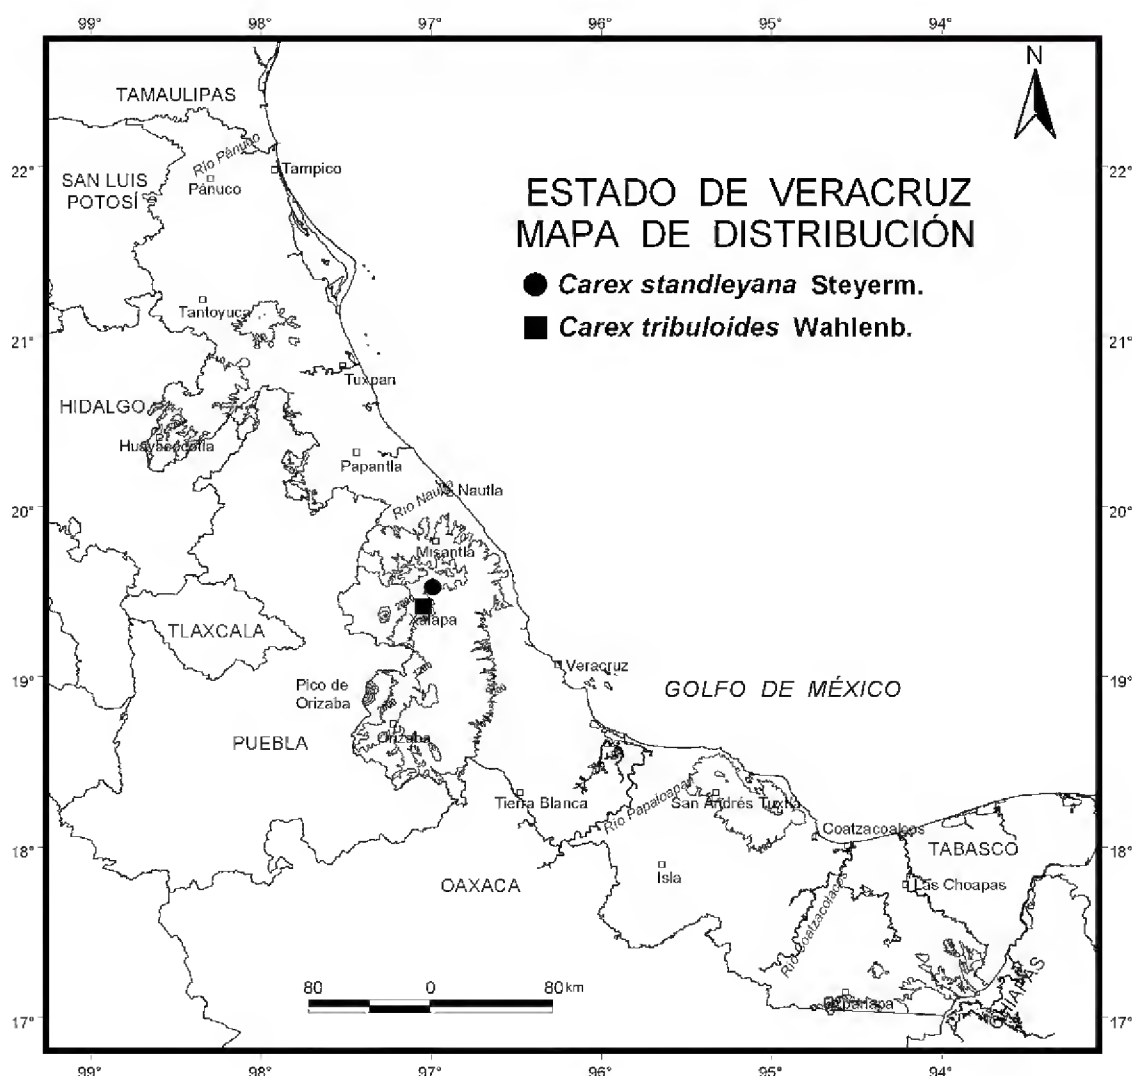 99° 98° 97° 96° 95° 94°
N
TAMAULIPAS
Río Pánuco
22° Tampico 22°
SAN LUIS
POTOSÍ
Pánuco
ESTADO DE VERACRUZ
MAPA DE DISTRIBUCIÓN
Carex standleyana Steyerm.
Carex tribuloides Wahlenb.
Tantoyuca
21° 21°
Tuxpan
HIDALGO
Huayacocotla
Papantla
Nautla
Río Nautla
20° 20°
Misantla
Xalapa
TLAXCALA
Veracruz
19° 19°
Pico de
Orizaba
GOLFO DE MÉXICO
Orizaba
PUEBLA
Tierra Blanca
Río Papaloapan
San Andrés Tuxtla
Coatzacoalcos
18° 18°
TABASCO
Isla
OAXACA
Las Choapas
Río Coatzacoalcos
CHIAPAS
80 0 80 km
17° 17°
99° 98° 97° 96° 95° 94°